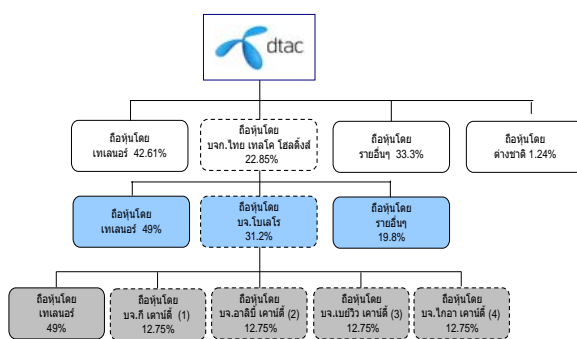 dtac
ถือหุ้นโดย
เทเลนอร์ 42.61%
ถือหุ้นโดย
บจก.ไทย เทลโค โฮลดิ้งส์
22.85%
ถือหุ้นโดย
รายอื่นๆ 33.3%
ถือหุ้นโดย
ต่างชาติ 1.24%
ถือหุ้นโดย
เทเลนอร์ 49%
ถือหุ้นโดย
บจ.โบเลโร
31.2%
ถือหุ้นโดย
รายอื่นๆ
19.8%
ถือหุ้นโดย
เทเลนอร์
49%
ถือหุ้นโดย
บจ.กี เคาน์ตี้ (1)
12.75%
ถือหุ้นโดย
บจ.อาลิบี เคาน์ตี้ (2)
12.75%
ถือหุ้นโดย
บจ.เบย์วิว เคาน์ตี้ (3)
12.75%
ถือหุ้นโดย
บจ.ไกอา เคาน์ตี้ (4)
12.75%